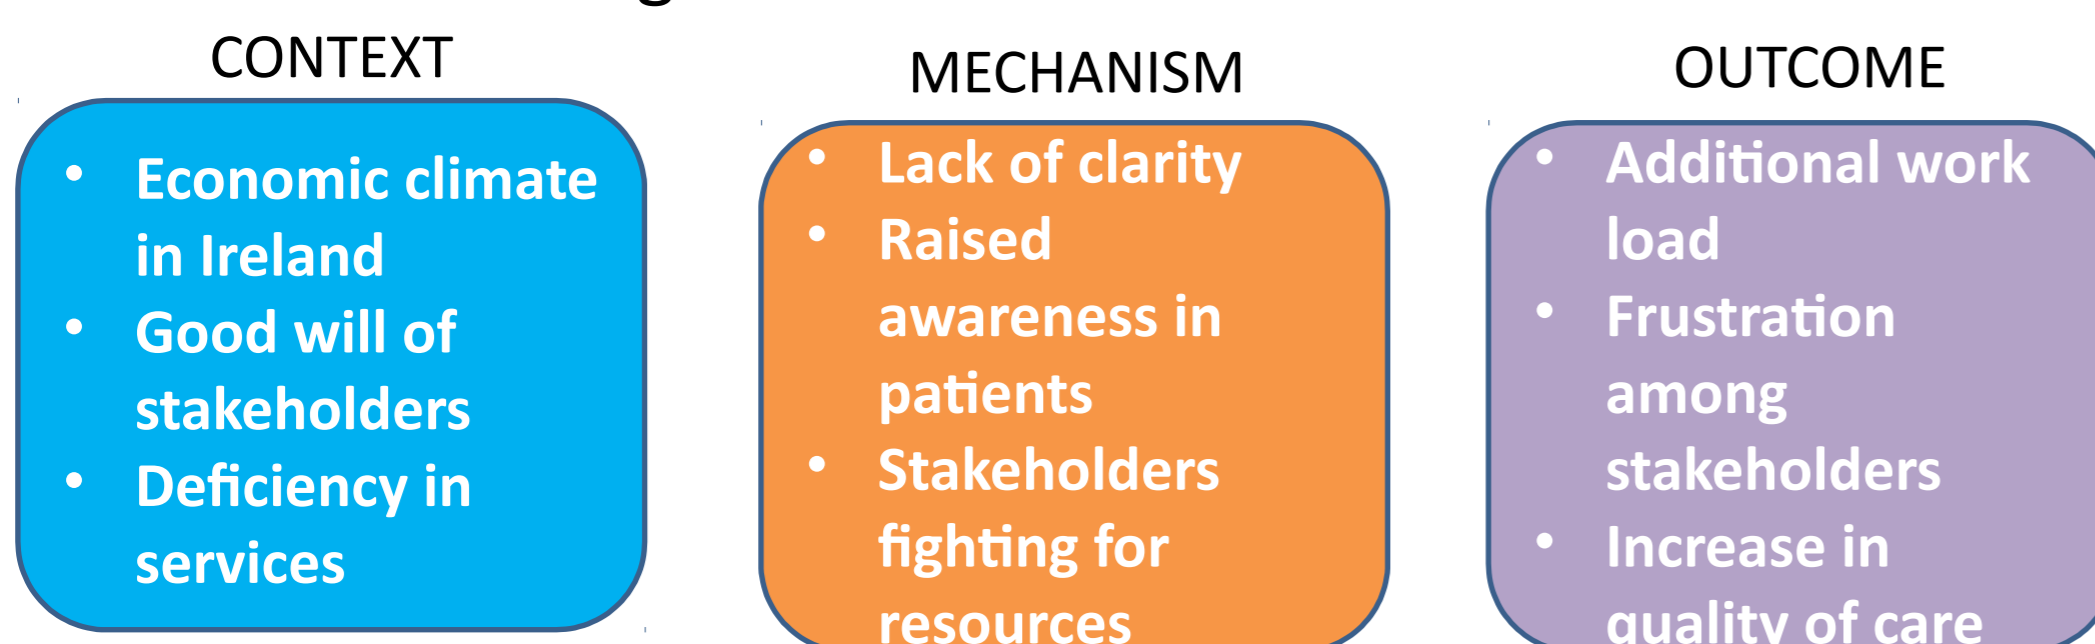 CONTEXT
• Economic climate
in Ireland
• Good will of
stakeholders
• Deficiency in
services
MECHANISM
• Lack of clarity
• Raised
awareness in
patients
• Stakeholders
fighting for
resources
OUTCOME
• Additional work
load
• Frustration
among
stakeholders
• Increase in
quality of care